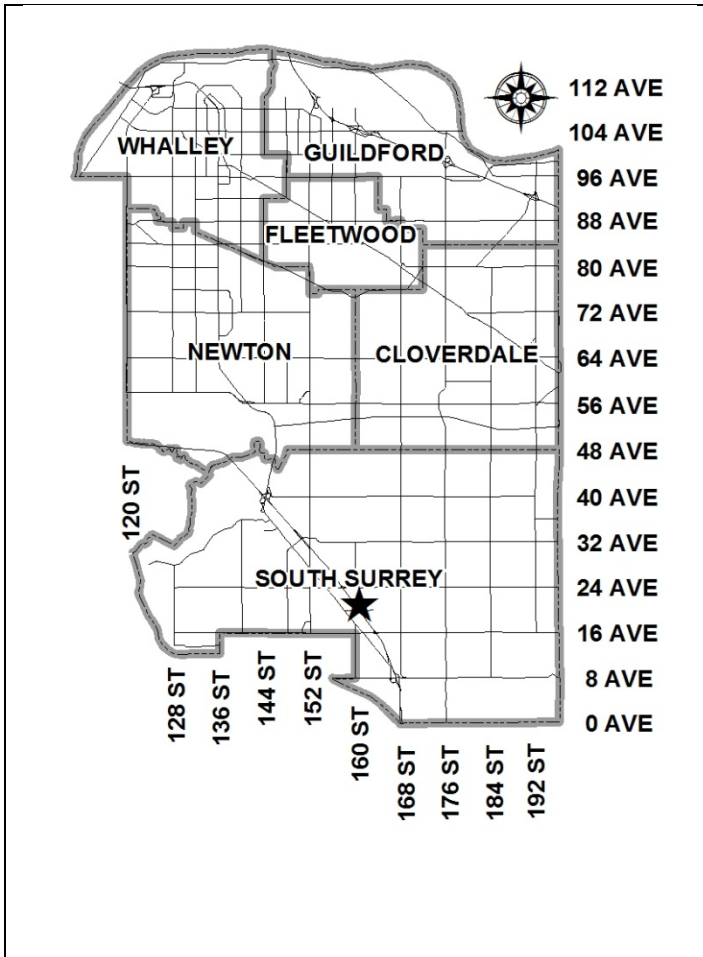 112 AVE
104 AVE
WHALLEY
GUILDFORD
96 AVE
88 AVE
FLEETWOOD
80 AVE
72 AVE
NEWTON
CLOVERDALE
64 AVE
56 AVE
48 AVE
120 ST
40 AVE
32 AVE
SOUTH SURREY
24 AVE
16 AVE
8 AVE
0 AVE
128 ST
136 ST
144 ST
152 ST
160 ST
168 ST
176 ST
184 ST
192 ST